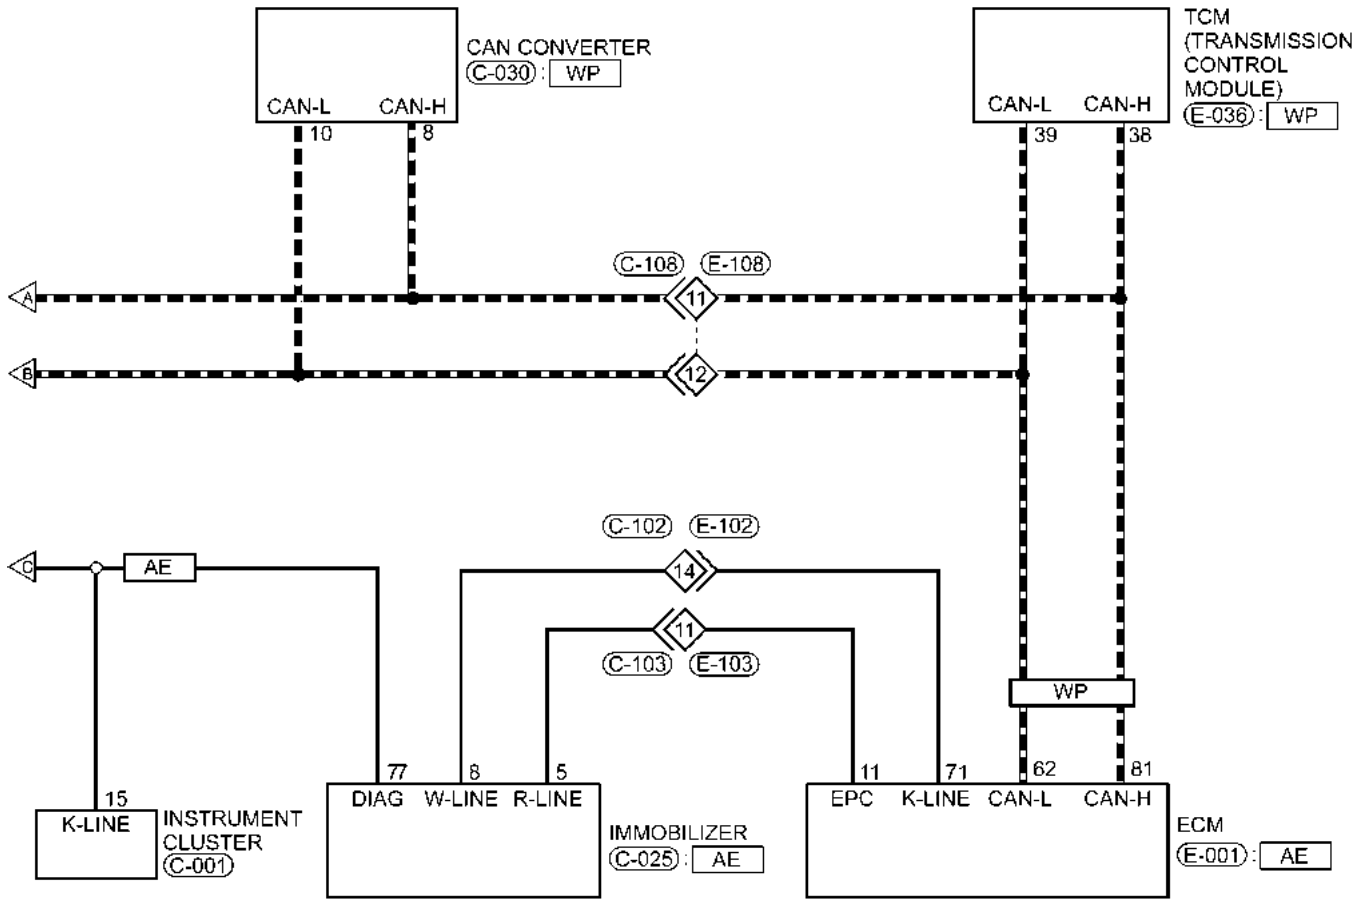 CAN CONVERTER
C-030 : WP
CAN-L CAN-H
10 8
TCM
(TRANSMISSION
CONTROL
MODULE)
E-036 : WP
CAN-L CAN-H
39 38
C-108 E-108
A 11
B 12
C-102 E-102
C AE 14
11
C-103 E-103
WP
77 8 5 11 71 62 81
DIAG W-LINE R-LINE EPC K-LINE CAN-L CAN-H
15
K-LINE
INSTRUMENT
CLUSTER
C-001
IMMOBILIZER
C-025 : AE
ECM
E-001 : AE